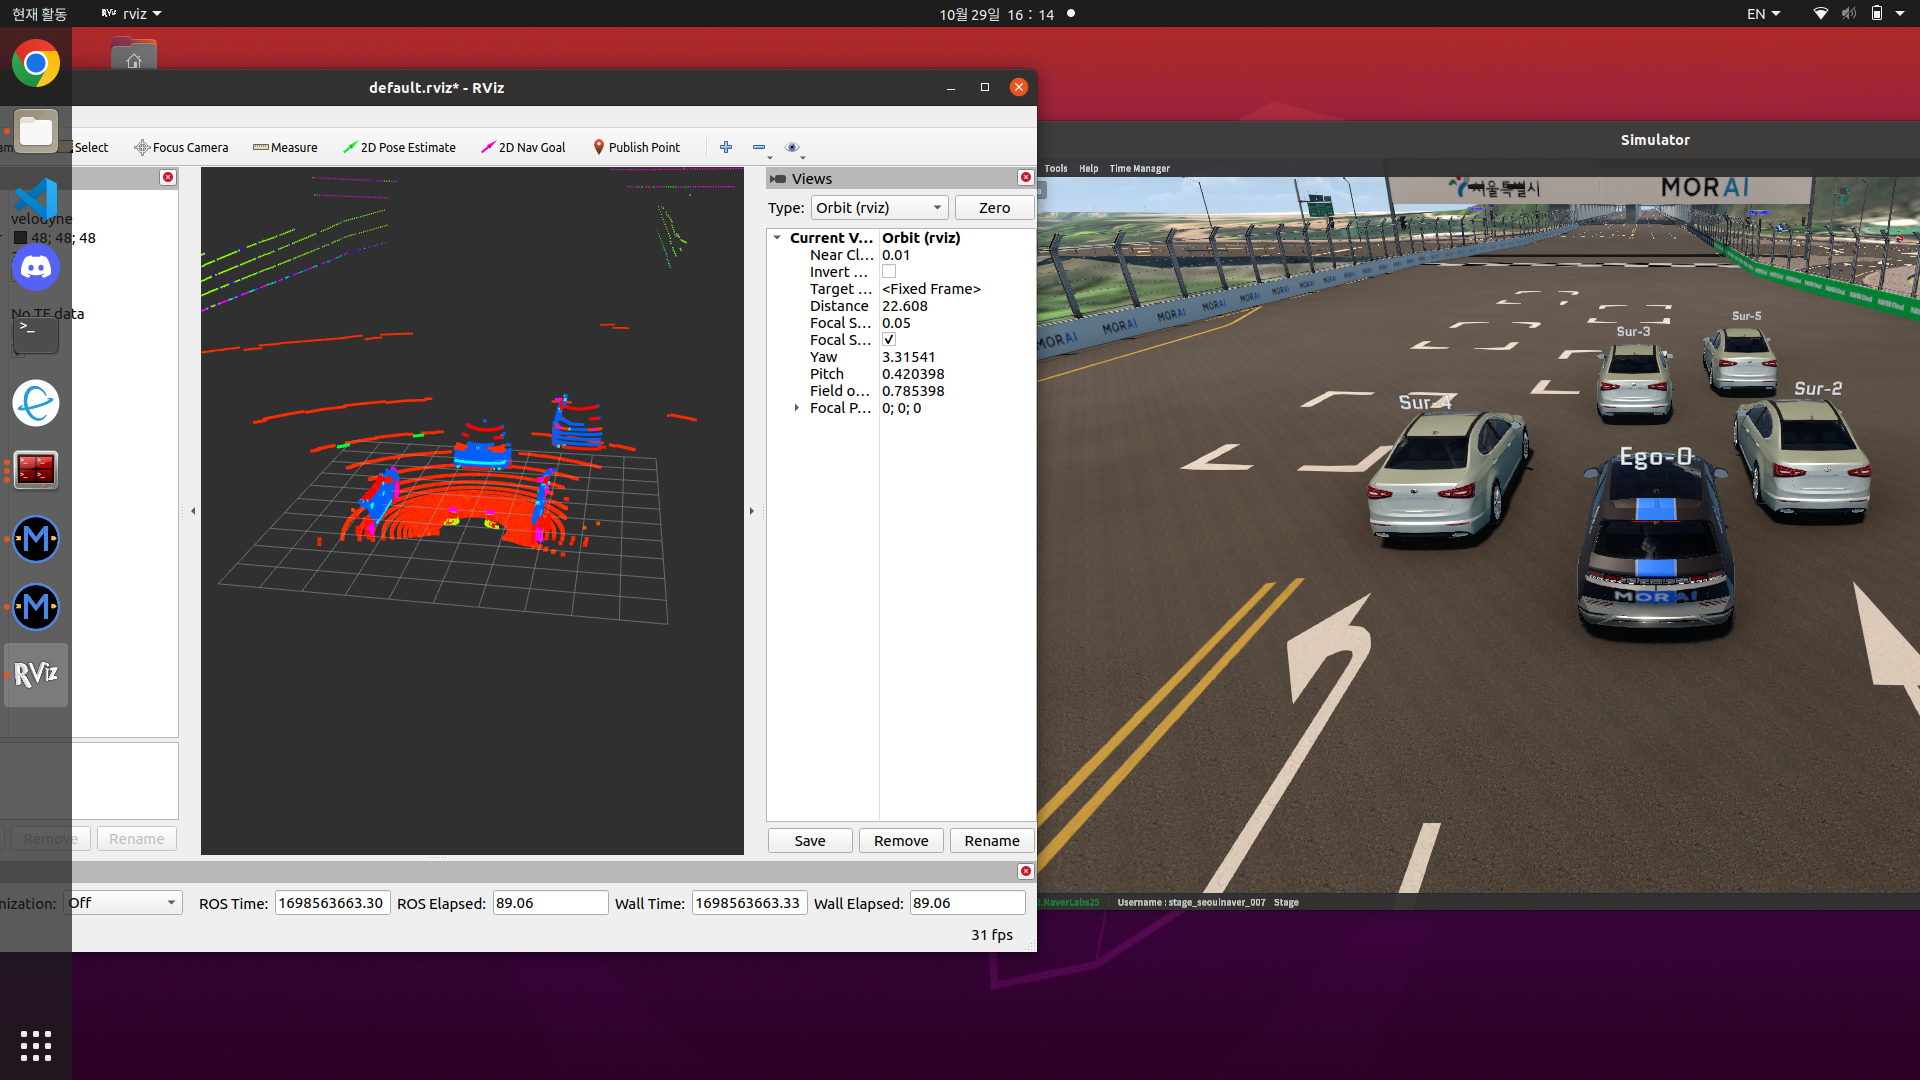 현재 활동
RViz rviz
10월 29일 16 : 14
EN
default.rviz* - RViz
Select
Focus Camera
Measure
2D Pose Estimate
2D Nav Goal
Publish Point
velodyne
48; 48; 48
No TF data
>_
M
M
RViz
Remove
Rename
Views
Type:
Orbit (rviz)
Zero
Current V... Orbit (rviz)
Near Cl... 0.01
Invert ...
Target ... <Fixed Frame>
Distance 22.608
Focal S... 0.05
Focal S...
Yaw 3.31541
Pitch 0.420398
Field o... 0.785398
Focal P... 0; 0; 0
Save
Remove
Rename
nization:
Off
ROS Time:
1698563663.30
ROS Elapsed:
89.06
Wall Time:
1698563663.33
Wall Elapsed:
89.06
31 fps
Simulator
Tools
Help
Time Manager
서울특별시
MORAI
MORAI
MORAI
MORAI
MORAI
MORAI
Sur-5
Sur-3
Sur-2
Sur-4
Ego-0
MORAI
2.NaverLabs25
Username : stage_seoulnaver_007
Stage